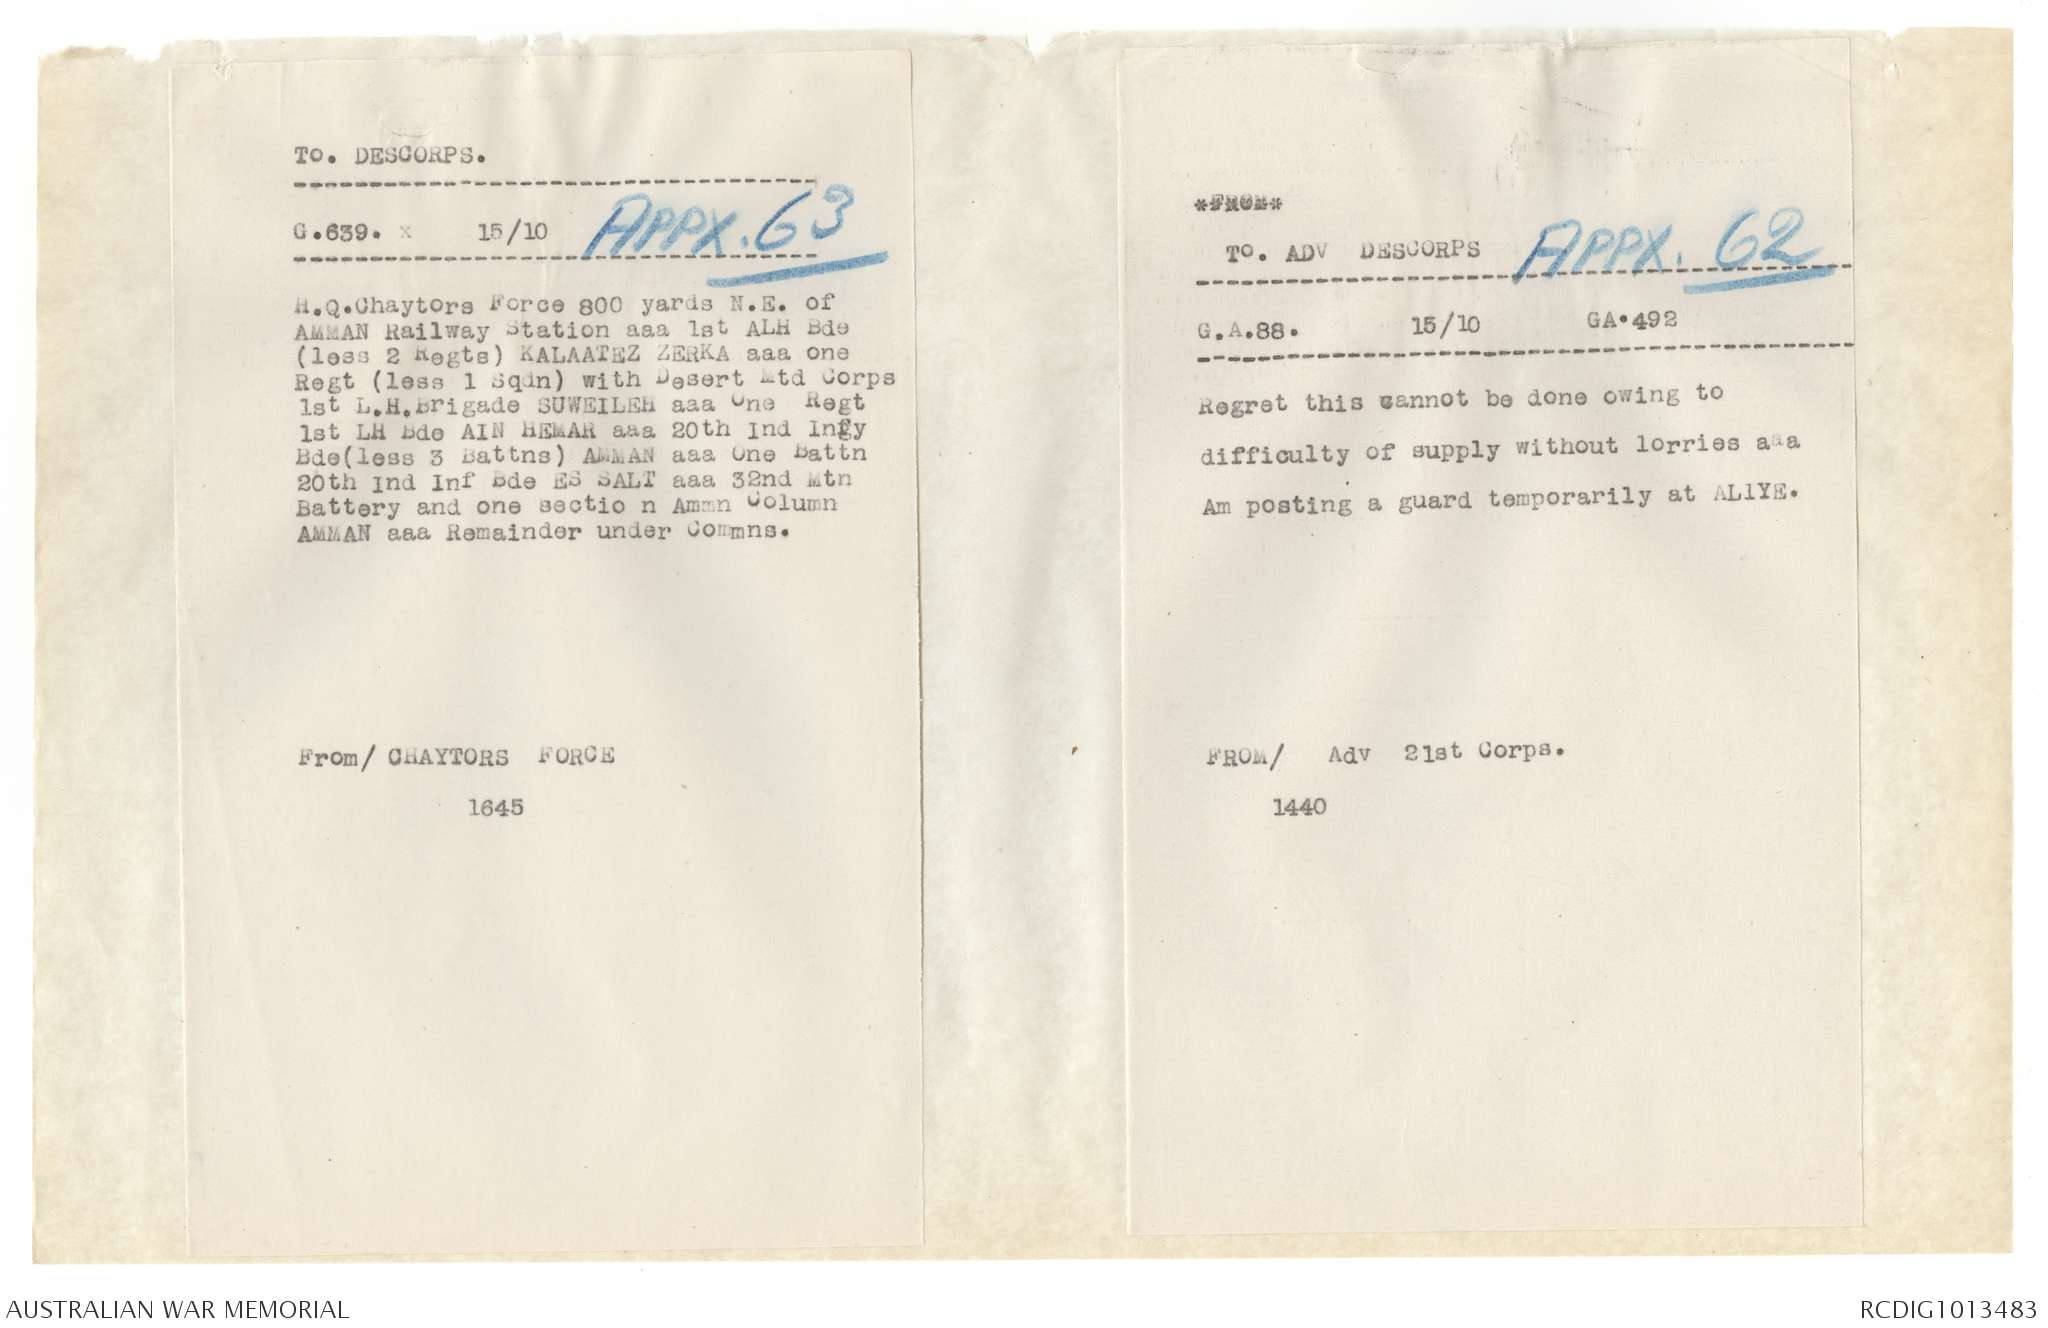 To. DESCORPS.
G.639. x 15/10 APPX. 63
H.Q.Chaytors Force 800 yards N.E. of
AMMAN Railway Station aaa 1st ALH Bde
(less 2 Regts) KALAATEZ ZERKA aaa one
Regt (less 1 Sqdn) with Desert Mtd Corps
1st L.H.Brigade SUWEILEH aaa One Regt
1st LH Bde AIN HEMAR aaa 20th Ind Infy
Bde(less 3 Battns) AMMAN aaa One Battn
20th Ind Inf Bde ES SALT aaa 32nd Mtn
Battery and one sectio n Ammn Column
AMMAN aaa Remainder under Commns.
From/ CHAYTORS FORCE
1645
*FROM*
To. ADV DESCORPS APPX. 62
G.A.88. 15/10 GA.492
Regret this cannot be done owing to
difficulty of supply without lorries aaa
Am posting a guard temporarily at AL1YE.
FROM/ Adv 21st Corps.
1440
AUSTRALIAN WAR MEMORIAL
RCDIG1013483